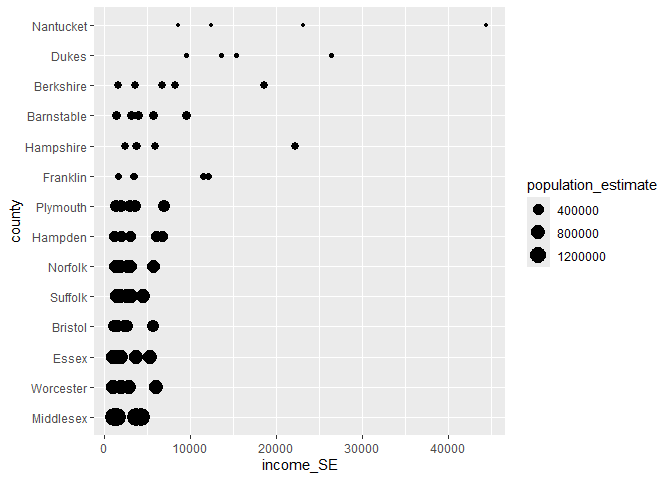 Nantucket
Dukes
Berkshire
Barnstable
Hampshire
Franklin
Plymouth
Hampden
Norfolk
Suffolk
Bristol
Essex
Worcester
Middlesex
county
0 10000 20000 30000 40000
income_SE
population_estimate
400000
800000
1200000